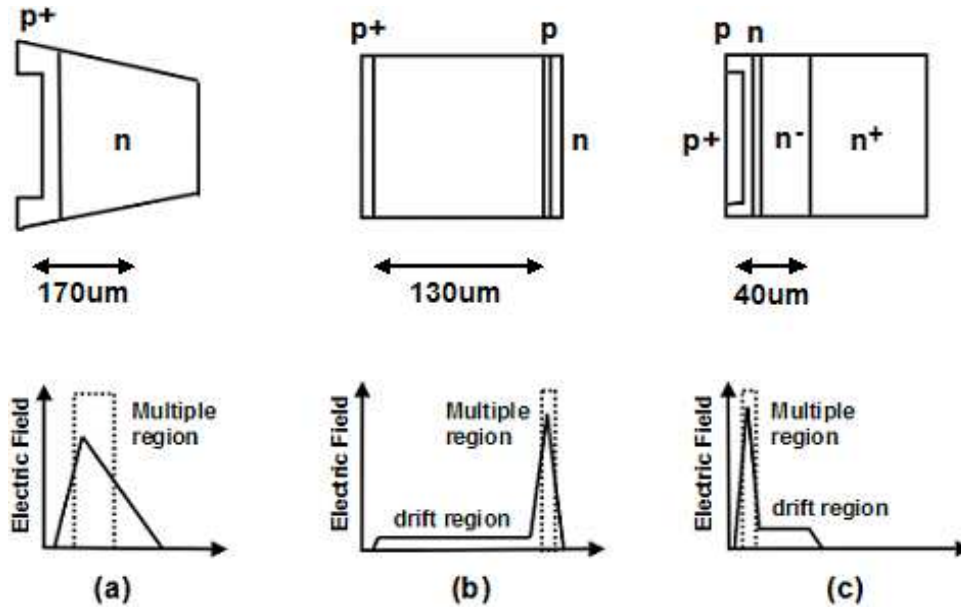 p+
n
170um
Electric Field
Multiple
region
(a)
p+
p
n
130um
Electric Field
Multiple
region
drift region
(b)
p n
p+
n-
n+
40um
Electric Field
Multiple
region
drift region
(c)